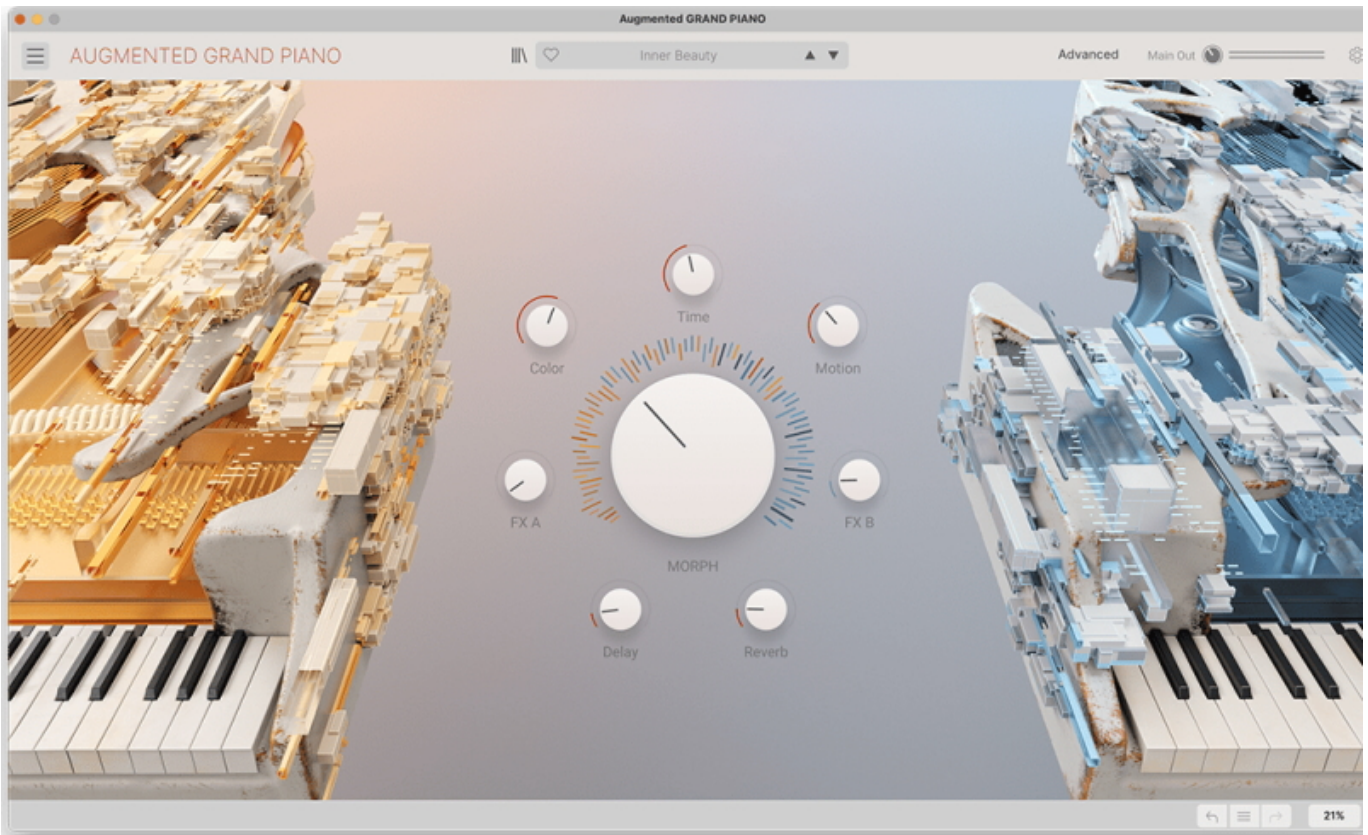 Augmented GRAND PIANO
AUGMENTED GRAND PIANO
Inner Beauty
Advanced
Main Out
Time
Color
Motion
FX A
FX B
MORPH
Delay
Reverb
21%